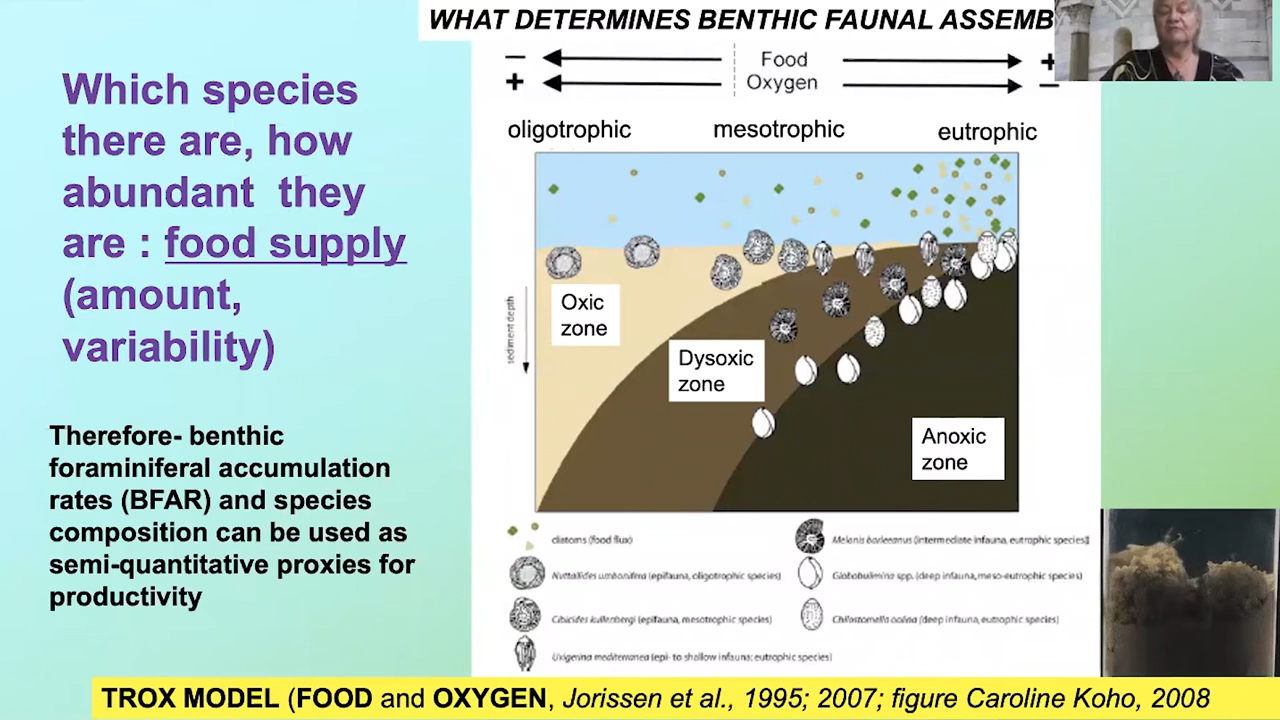 WHAT DETERMINES BENTHIC FAUNAL ASSEMB
Which species
there are, how
abundant they
are : food supply
(amount,
variability)
Therefore- benthic
foraminiferal accumulation
rates (BFAR) and species
composition can be used as
semi-quantitative proxies for
productivity
− Food +
+ Oxygen −
oligotrophic mesotrophic eutrophic
sediment depth
Oxic
zone
Dysoxic
zone
Anoxic
zone
diatoms (food flux)
Nuttallides umbonifera (epifauna, oligotrophic species)
Cibicides kullenbergi (epifauna, mesotrophic species)
Uvigerina mediterranea (epi- to shallow infauna; eutrophic species)
Melonis barleeanus (intermediate infauna, eutrophic species)
Globobulimina spp. (deep infauna, meso-eutrophic species)
Chilostomella oolina (deep infauna, eutrophic species)
TROX MODEL (FOOD and OXYGEN, Jorissen et al., 1995; 2007; figure Caroline Koho, 2008